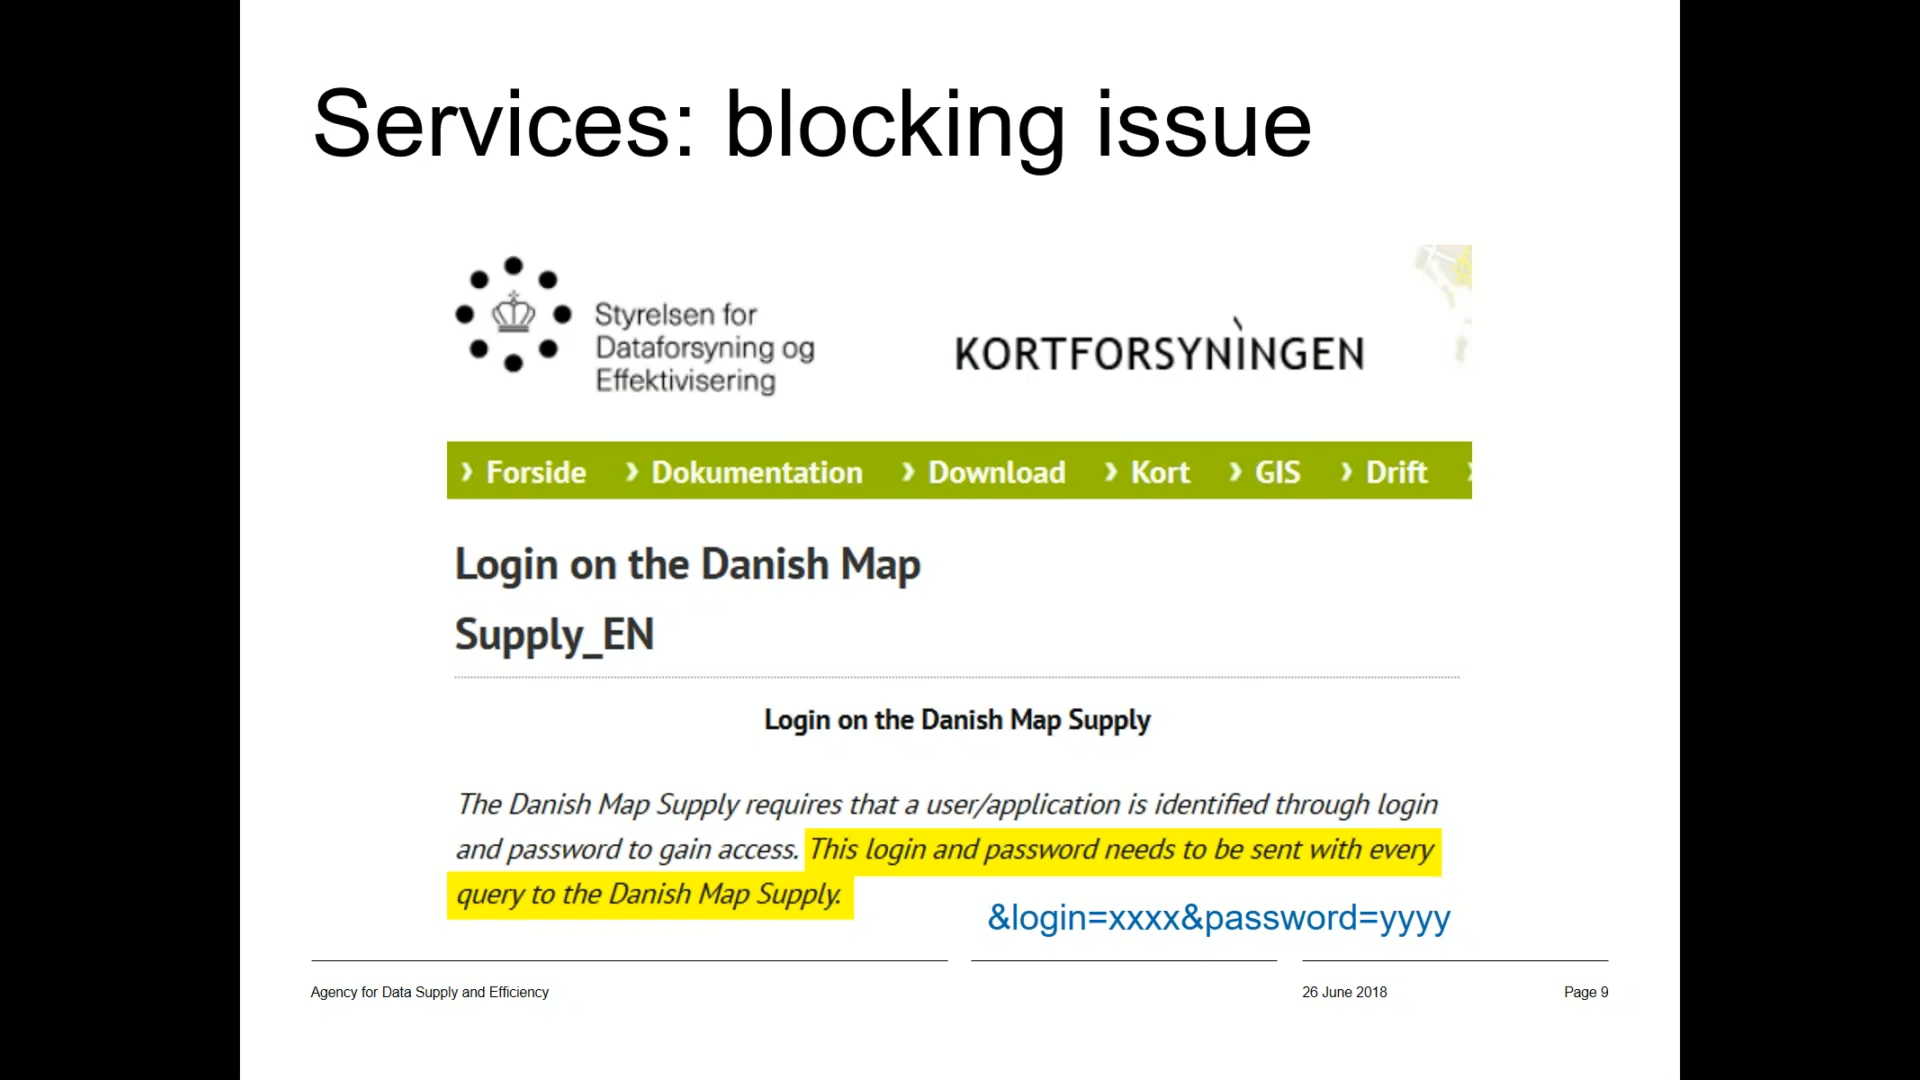 Services: blocking issue
Styrelsen for
Dataforsyning og
Effektivisering
KORTFORSYNINGEN
› Forside › Dokumentation › Download › Kort › GIS › Drift ›
Login on the Danish Map
Supply_EN
Login on the Danish Map Supply
The Danish Map Supply requires that a user/application is identified through login
and password to gain access. This login and password needs to be sent with every
query to the Danish Map Supply.
&login=xxxx&password=yyyy
Agency for Data Supply and Efficiency
26 June 2018
Page 9